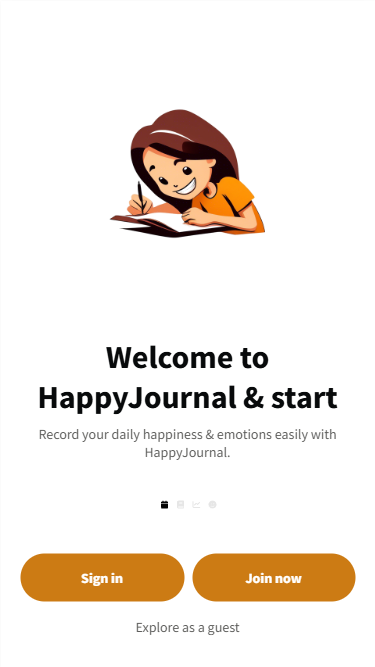 Welcome to
HappyJournal & start
Record your daily happiness & emotions easily with
HappyJournal.
Sign in
Join now
Explore as a guest